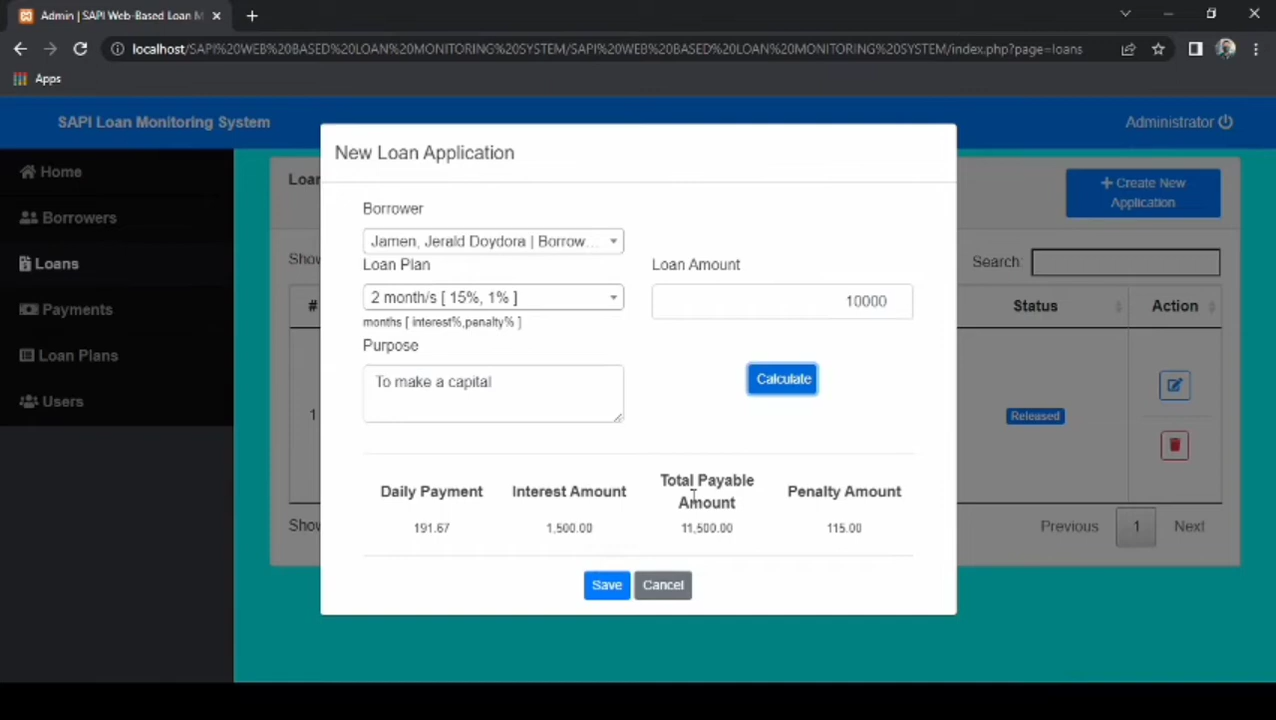 Admin | SAPI Web-Based Loan M
localhost/SAPI%20WEB%20BASED%20LOAN%20MONITORING%20SYSTEM/SAPI%20WEB%20BASED%20LOAN%20MONITORING%20SYSTEM/index.php?page=loans
Apps
SAPI Loan Monitoring System
Administrator
Home
Borrowers
Loans
Payments
Loan Plans
Users
Loan
+ Create New
Application
Show
Search:
#
Status
Action
1
Released
Show
Previous
1
Next
New Loan Application
Borrower
Jamen, Jerald Doydora | Borrow...
Loan Plan
Loan Amount
2 month/s [ 15%, 1% ]
10000
months [ interest%,penalty% ]
Purpose
To make a capital
Calculate
Daily Payment
Interest Amount
Total Payable
Amount
Penalty Amount
191.67
1,500.00
11,500.00
115.00
Save
Cancel